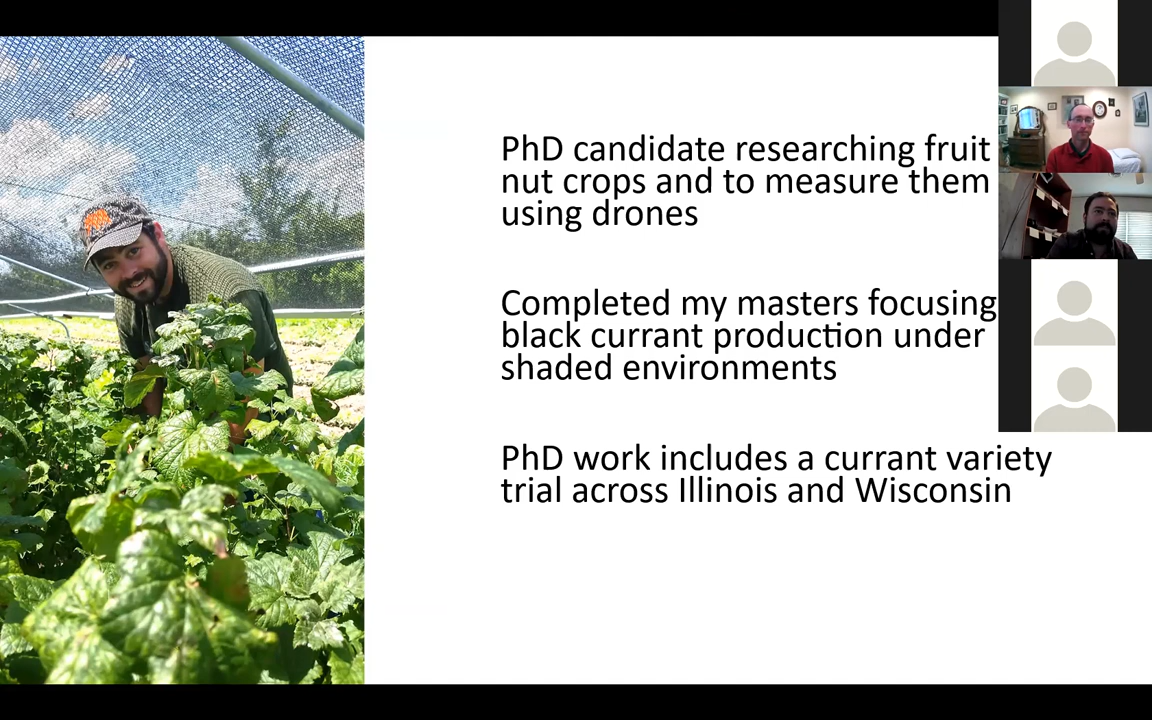 PhD candidate researching fruit
nut crops and to measure them
using drones
Completed my masters focusing
black currant production under
shaded environments
PhD work includes a currant variety
trial across Illinois and Wisconsin